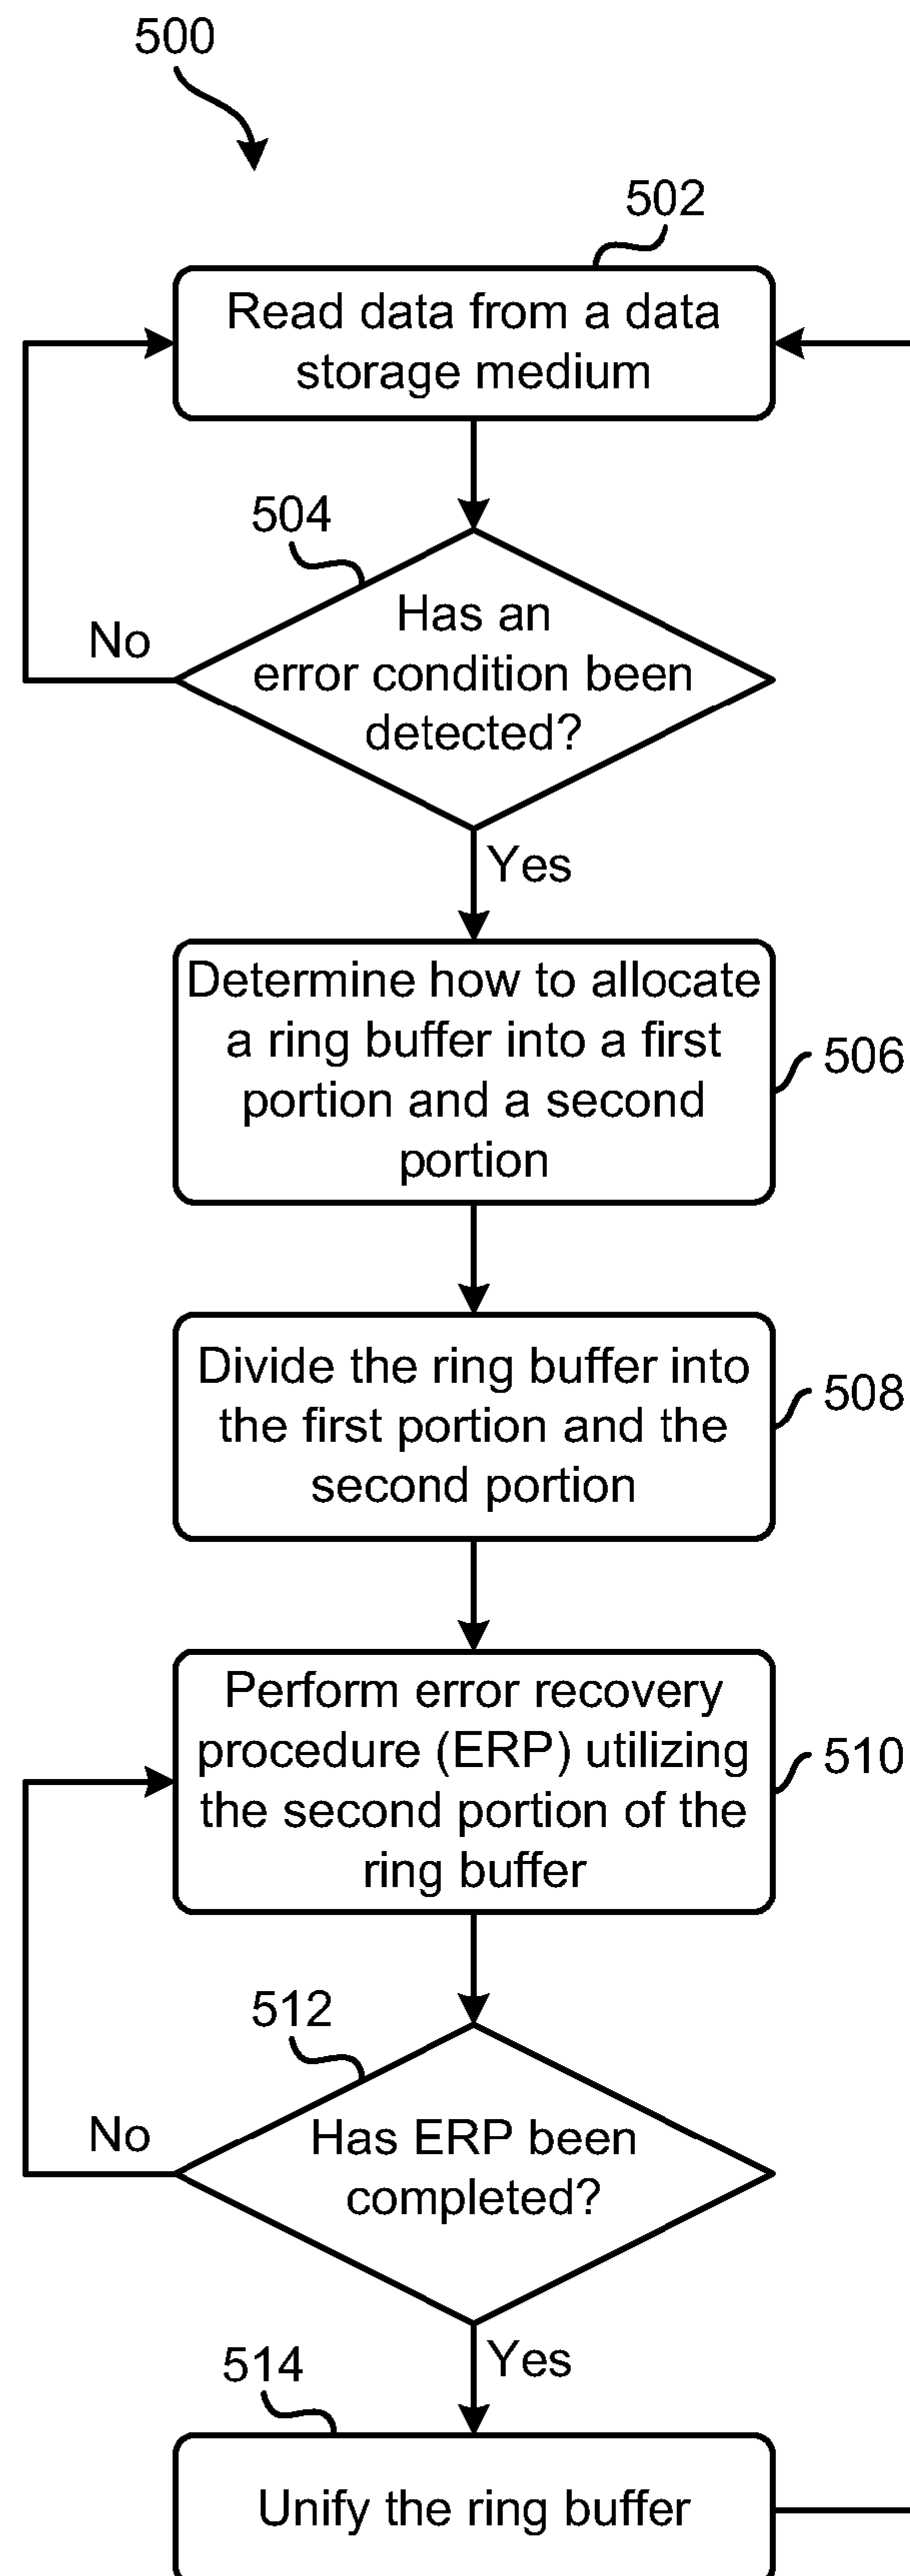 500
502
Read data from a data
storage medium
504
Has an
error condition been
detected?
No
Yes
Determine how to allocate
a ring buffer into a first
portion and a second
portion
506
Divide the ring buffer into
the first portion and the
second portion
508
Perform error recovery
procedure (ERP) utilizing
the second portion of the
ring buffer
510
512
Has ERP been
completed?
No
Yes
514
Unify the ring buffer